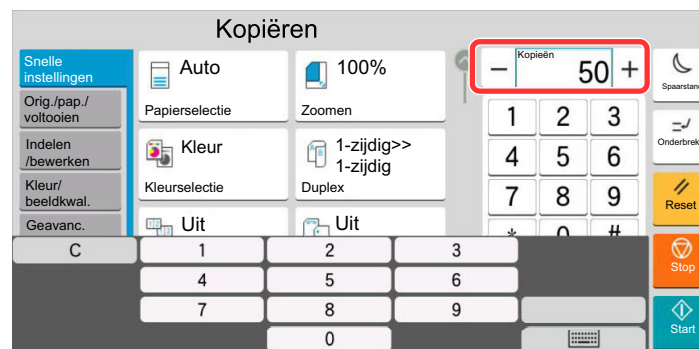 Kopiëren
Snelle
instellingen
Orig./pap./
voltooien
Indelen
/bewerken
Kleur/
beeldkwal.
Geavanc.
Auto
Papierselectie
100%
Zoomen
Kleur
Kleurselectie
1-zijdig>>
1-zijdig
Duplex
Uit
Uit
Kopieën
− 50 +
1 2 3
4 5 6
7 8 9
* 0 #
Spaarstand
Onderbrek
Reset
Stop
Start
C 1 2 3
4 5 6
7 8 9
0